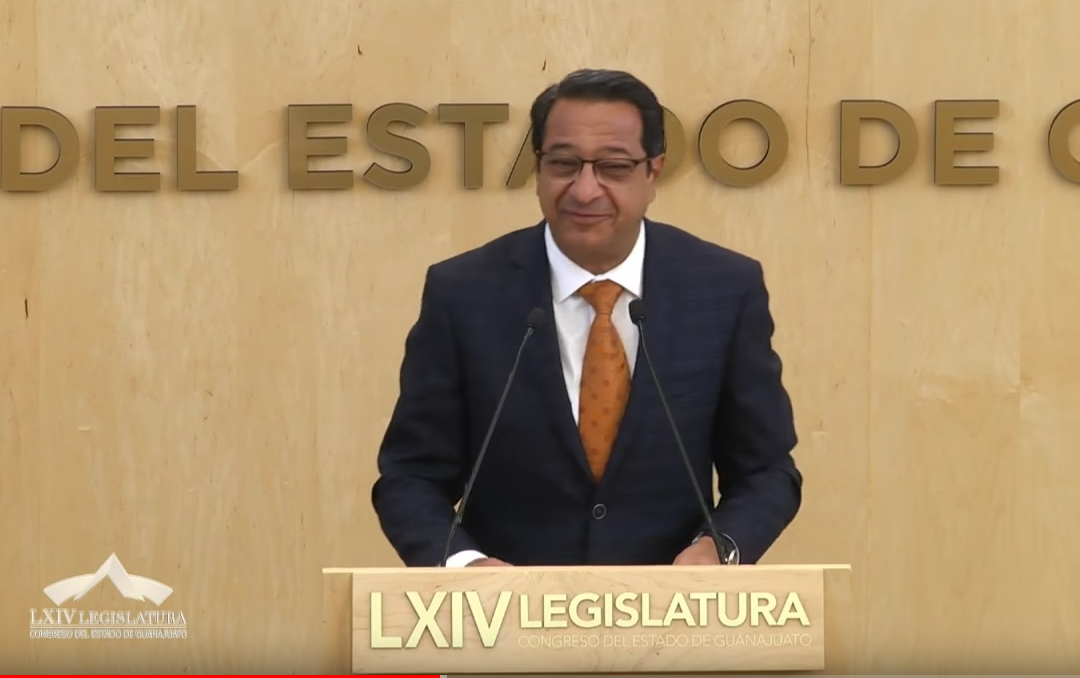 DEL ESTADO DE
LXIV LEGISLATURA
CONGRESO DEL ESTADO DE GUANAJUATO
LXIV LEGISLATURA
CONGRESO DEL ESTADO DE GUANAJUATO